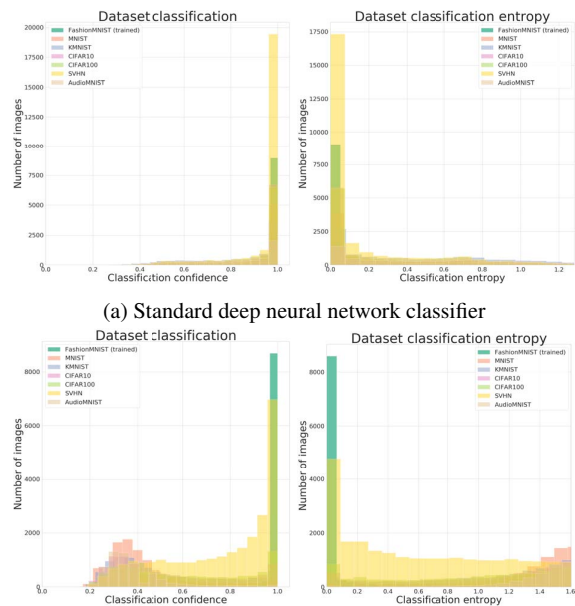 Dataset classification
Dataset classification entropy
20000
17500
15000
12500
10000
7500
5000
2500
0
Number of images
FashionMNIST (trained)
MNIST
KMNIST
CIFAR10
CIFAR100
SVHN
AudioMNIST
0.0 0.2 0.4 0.6 0.8 1.0
Classification confidence
17500
15000
12500
10000
7500
5000
2500
0
Number of images
FashionMNIST (trained)
MNIST
KMNIST
CIFAR10
CIFAR100
SVHN
AudioMNIST
0.0 0.2 0.4 0.6 0.8 1.0 1.2
Classification entropy
(a) Standard deep neural network classifier
Dataset classification
Dataset classification entropy
8000
6000
4000
2000
0
Number of images
FashionMNIST (trained)
MNIST
KMNIST
CIFAR10
CIFAR100
SVHN
AudioMNIST
0.0 0.2 0.4 0.6 0.8 1.0
Classification confidence
8000
6000
4000
2000
0
Number of images
FashionMNIST (trained)
MNIST
KMNIST
CIFAR10
CIFAR100
SVHN
AudioMNIST
0.0 0.2 0.4 0.6 0.8 1.0 1.2 1.4 1.6
Classification entropy